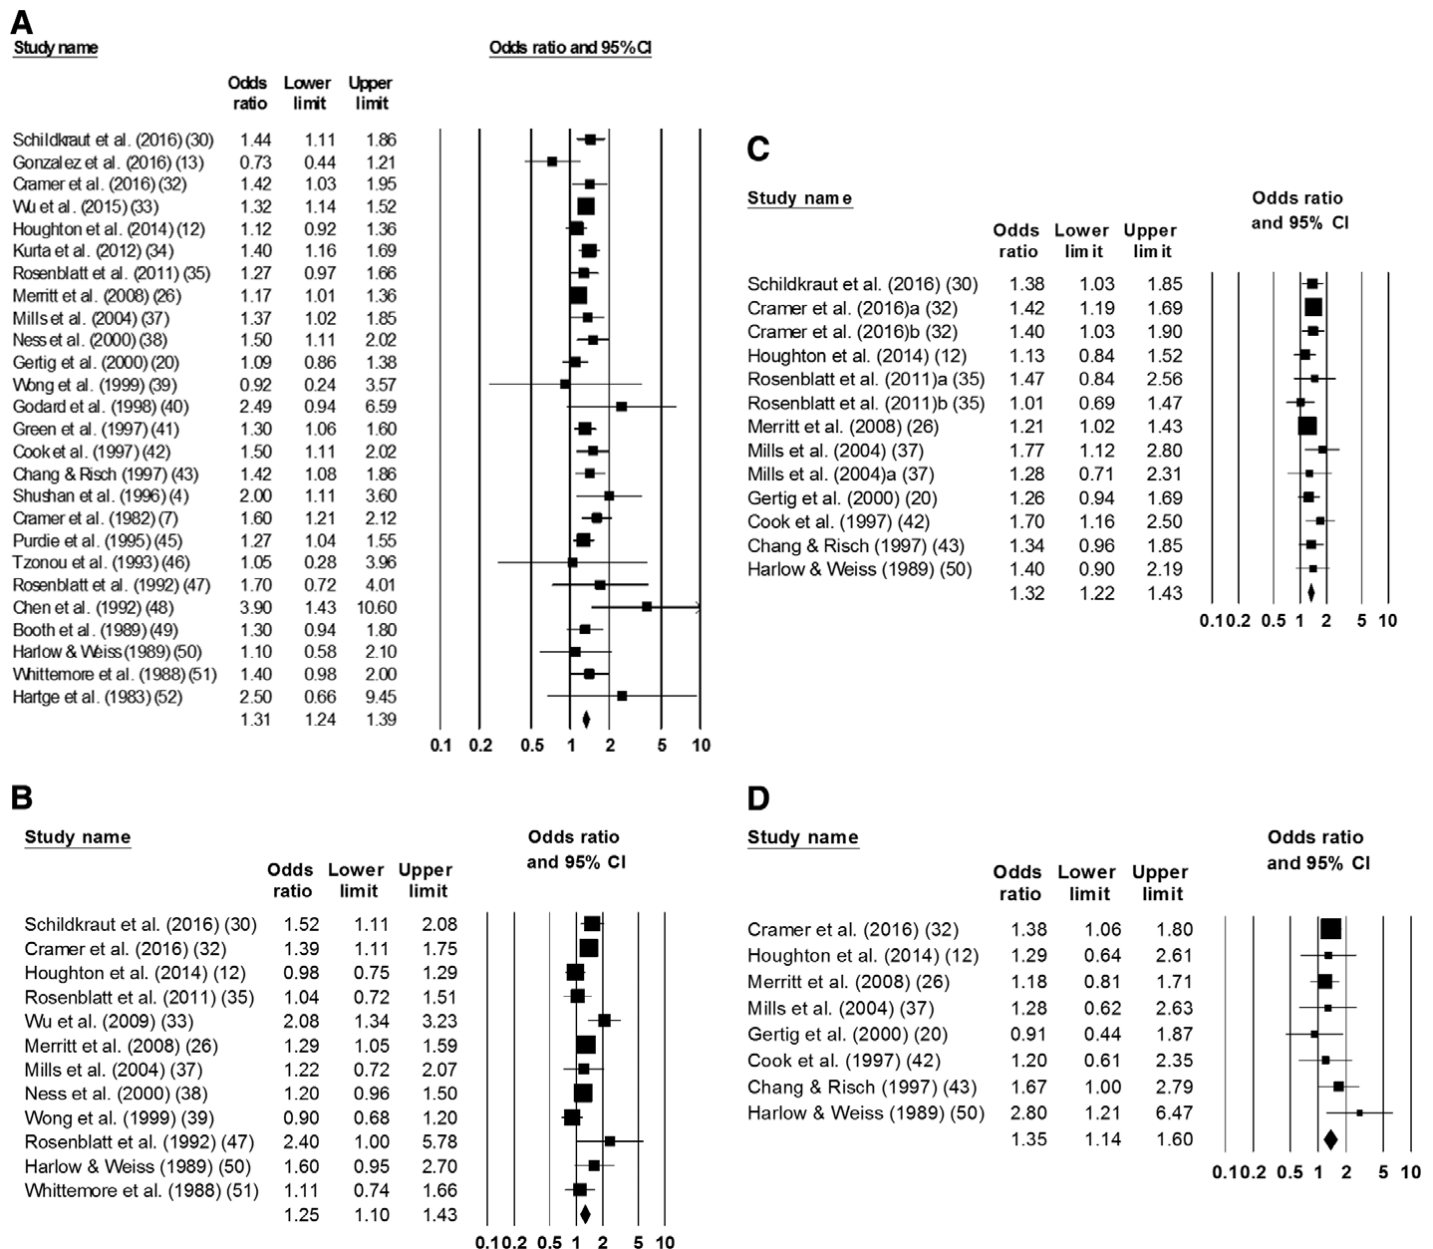 A
Study name Odds ratio and 95%CI
Odds Lower Upper
ratio limit limit
Schildkraut et al. (2016) (30) 1.44 1.11 1.86
Gonzalez et al. (2016) (13) 0.73 0.44 1.21
Cramer et al. (2016) (32) 1.42 1.03 1.95
Wu et al. (2015) (33) 1.32 1.14 1.52
Houghton et al. (2014) (12) 1.12 0.92 1.36
Kurta et al. (2012) (34) 1.40 1.16 1.69
Rosenblatt et al. (2011) (35) 1.27 0.97 1.66
Merritt et al. (2008) (26) 1.17 1.01 1.36
Mills et al. (2004) (37) 1.37 1.02 1.85
Ness et al. (2000) (38) 1.50 1.11 2.02
Gertig et al. (2000) (20) 1.09 0.86 1.38
Wong et al. (1999) (39) 0.92 0.24 3.57
Godard et al. (1998) (40) 2.49 0.94 6.59
Green et al. (1997) (41) 1.30 1.06 1.60
Cook et al. (1997) (42) 1.50 1.11 2.02
Chang & Risch (1997) (43) 1.42 1.08 1.86
Shushan et al. (1996) (4) 2.00 1.11 3.60
Cramer et al. (1982) (7) 1.60 1.21 2.12
Purdie et al. (1995) (45) 1.27 1.04 1.55
Tzonou et al. (1993) (46) 1.05 0.28 3.96
Rosenblatt et al. (1992) (47) 1.70 0.72 4.01
Chen et al. (1992) (48) 3.90 1.43 10.60
Booth et al. (1989) (49) 1.30 0.94 1.80
Harlow & Weiss (1989) (50) 1.10 0.58 2.10
Whittemore et al. (1988) (51) 1.40 0.98 2.00
Hartge et al. (1983) (52) 2.50 0.66 9.45
1.31 1.24 1.39
0.1 0.2 0.5 1 2 5 10
B
Study name Odds ratio
and 95% CI
Odds Lower Upper
ratio limit limit
Schildkraut et al. (2016) (30) 1.52 1.11 2.08
Cramer et al. (2016) (32) 1.39 1.11 1.75
Houghton et al. (2014) (12) 0.98 0.75 1.29
Rosenblatt et al. (2011) (35) 1.04 0.72 1.51
Wu et al. (2009) (33) 2.08 1.34 3.23
Merritt et al. (2008) (26) 1.29 1.05 1.59
Mills et al. (2004) (37) 1.22 0.72 2.07
Ness et al. (2000) (38) 1.20 0.96 1.50
Wong et al. (1999) (39) 0.90 0.68 1.20
Rosenblatt et al. (1992) (47) 2.40 1.00 5.78
Harlow & Weiss (1989) (50) 1.60 0.95 2.70
Whittemore et al. (1988) (51) 1.11 0.74 1.66
1.25 1.10 1.43
0.1 0.2 0.5 1 2 5 10
C
Study name Odds ratio
and 95% CI
Odds Lower Upper
ratio limit limit
Schildkraut et al. (2016) (30) 1.38 1.03 1.85
Cramer et al. (2016)a (32) 1.42 1.19 1.69
Cramer et al. (2016)b (32) 1.40 1.03 1.90
Houghton et al. (2014) (12) 1.13 0.84 1.52
Rosenblatt et al. (2011)a (35) 1.47 0.84 2.56
Rosenblatt et al. (2011)b (35) 1.01 0.69 1.47
Merritt et al. (2008) (26) 1.21 1.02 1.43
Mills et al. (2004) (37) 1.77 1.12 2.80
Mills et al. (2004)a (37) 1.28 0.71 2.31
Gertig et al. (2000) (20) 1.26 0.94 1.69
Cook et al. (1997) (42) 1.70 1.16 2.50
Chang & Risch (1997) (43) 1.34 0.96 1.85
Harlow & Weiss (1989) (50) 1.40 0.90 2.19
1.32 1.22 1.43
0.1 0.2 0.5 1 2 5 10
D
Study name Odds ratio
and 95% CI
Odds Lower Upper
ratio limit limit
Cramer et al. (2016) (32) 1.38 1.06 1.80
Houghton et al. (2014) (12) 1.29 0.64 2.61
Merritt et al. (2008) (26) 1.18 0.81 1.71
Mills et al. (2004) (37) 1.28 0.62 2.63
Gertig et al. (2000) (20) 0.91 0.44 1.87
Cook et al. (1997) (42) 1.20 0.61 2.35
Chang & Risch (1997) (43) 1.67 1.00 2.79
Harlow & Weiss (1989) (50) 2.80 1.21 6.47
1.35 1.14 1.60
0.1 0.2 0.5 1 2 5 10